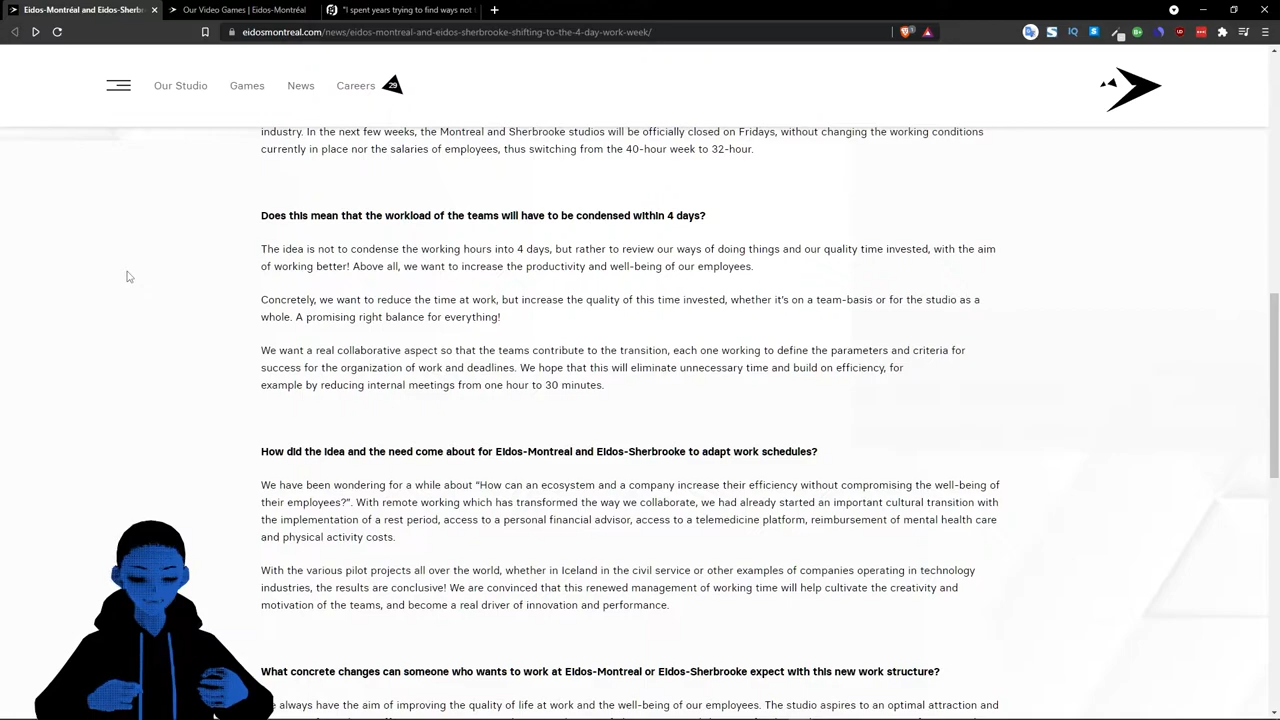 Eidos-Montréal and Eidos-Sherb
Our Video Games | Eidos-Montréal
"I spent years trying to find ways not
eidosmontreal.com/news/eidos-montreal-and-eidos-sherbrooke-shifting-to-the-4-day-work-week/
Our Studio
Games
News
Careers
29
industry. In the next few weeks, the Montreal and Sherbrooke studios will be officially closed on Fridays, without changing the working conditions
currently in place nor the salaries of employees, thus switching from the 40-hour week to 32-hour.
Does this mean that the workload of the teams will have to be condensed within 4 days?
The idea is not to condense the working hours into 4 days, but rather to review our ways of doing things and our quality time invested, with the aim
of working better! Above all, we want to increase the productivity and well-being of our employees.
Concretely, we want to reduce the time at work, but increase the quality of this time invested, whether it's on a team-basis or for the studio as a
whole. A promising right balance for everything!
We want a real collaborative aspect so that the teams contribute to the transition, each one working to define the parameters and criteria for
success for the organization of work and deadlines. We hope that this will eliminate unnecessary time and build on efficiency, for
example by reducing internal meetings from one hour to 30 minutes.
How did the idea and the need come about for Eidos-Montreal and Eidos-Sherbrooke to adapt work schedules?
We have been wondering for a while about “How can an ecosystem and a company increase their efficiency without compromising the well-being of
their employees?”. With remote working which has transformed the way we collaborate, we had already started an important cultural transition with
the implementation of a rest period, access to a personal financial advisor, access to a telemedicine platform, reimbursement of mental health care
and physical activity costs.
With the various pilot projects all over the world, whether in Iceland in the civil service or other examples of companies operating in technology
industries, the results are conclusive! We are convinced that this renewed management of working time will help cultivate the creativity and
motivation of the teams, and become a real driver of innovation and performance.
What concrete changes can someone who wants to work at Eidos-Montreal or Eidos-Sherbrooke expect with this new work structure?
always have the aim of improving the quality of life at work and the well-being of our employees. The studio aspires to an optimal attraction and